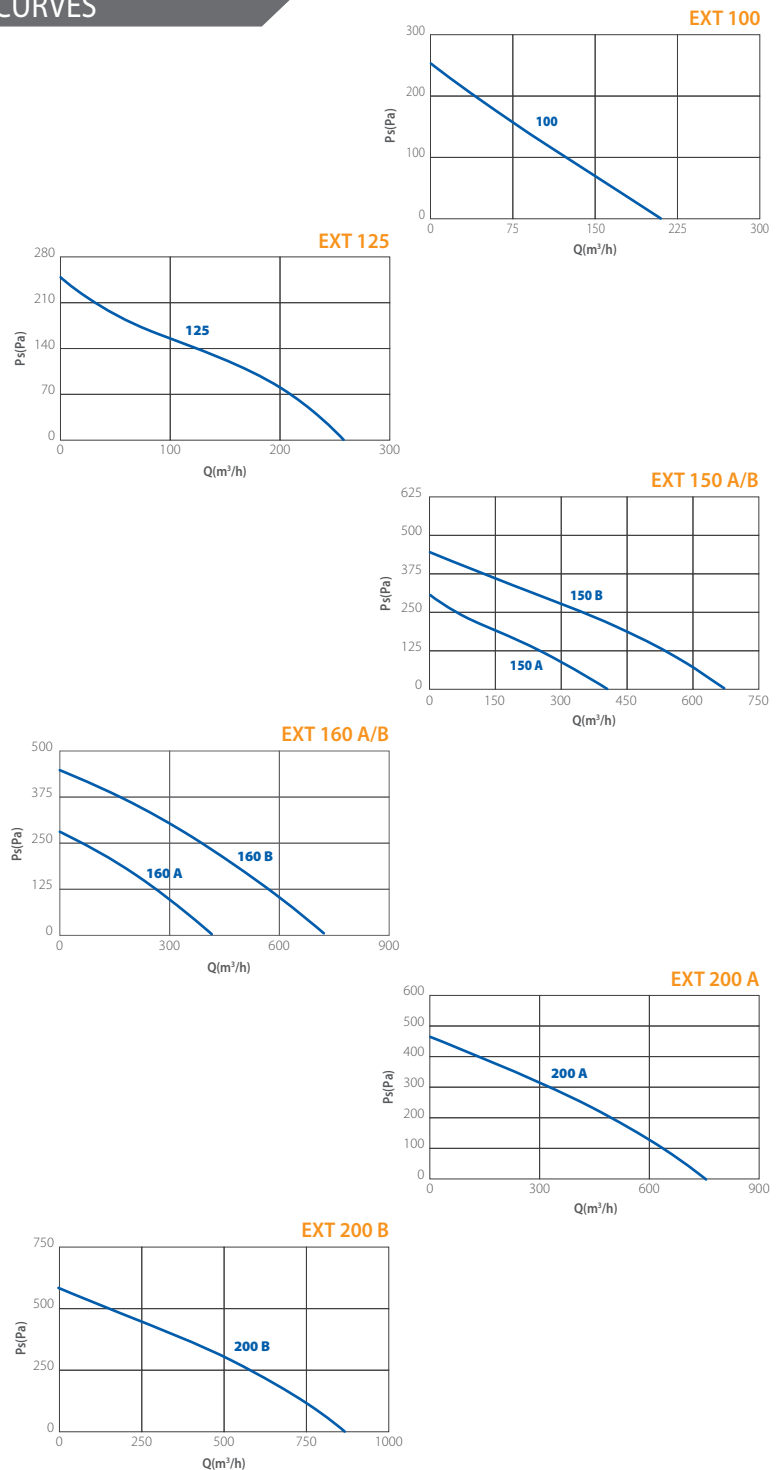 CURVES
EXT 100
300
200
100
0
Ps(Pa)
100
0 75 150 225 300
Q(m³/h)
EXT 125
280
210
140
70
0
Ps(Pa)
125
0 100 200 300
Q(m³/h)
EXT 150 A/B
625
500
375
250
125
0
Ps(Pa)
150 B
150 A
0 150 300 450 600 750
Q(m³/h)
EXT 160 A/B
500
375
250
125
0
Ps(Pa)
160 B
160 A
0 300 600 900
Q(m³/h)
EXT 200 A
600
500
400
300
200
100
0
Ps(Pa)
200 A
0 300 600 900
Q(m³/h)
EXT 200 B
750
500
250
0
Ps(Pa)
200 B
0 250 500 750 1000
Q(m³/h)